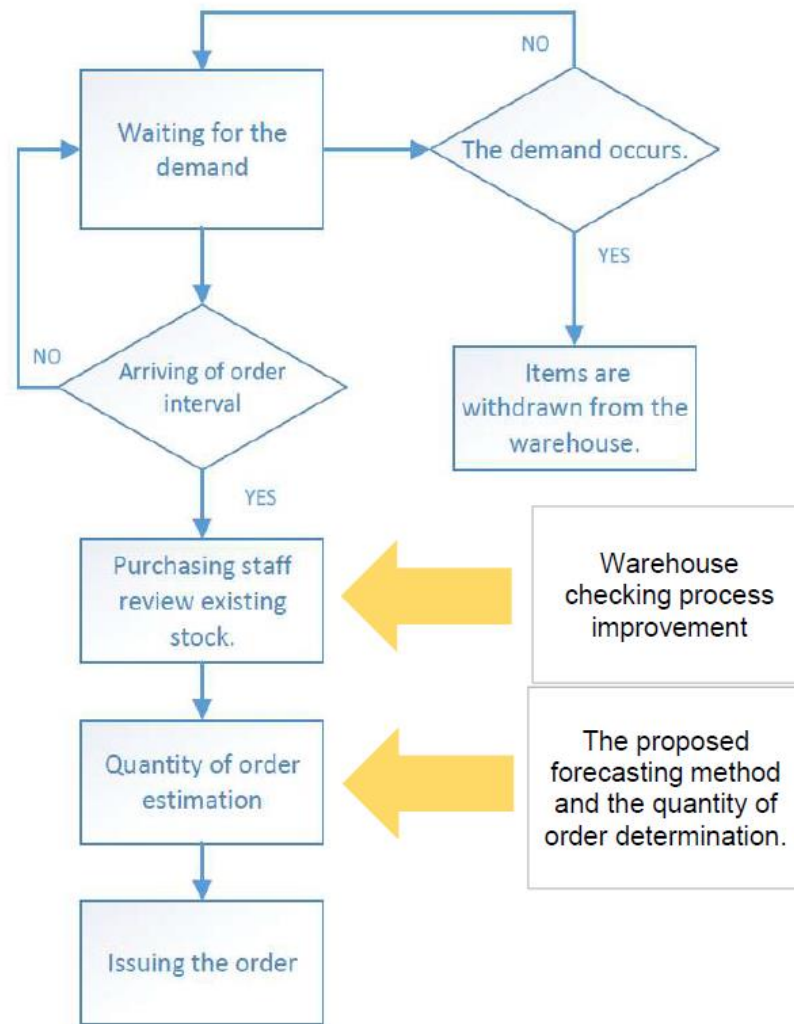 NO
Waiting for the
demand
The demand occurs.
YES
NO
Arriving of order
interval
Items are
withdrawn from the
warehouse.
YES
Purchasing staff
review existing
stock.
Warehouse
checking process
improvement
Quantity of order
estimation
The proposed
forecasting method
and the quantity of
order determination.
Issuing the order